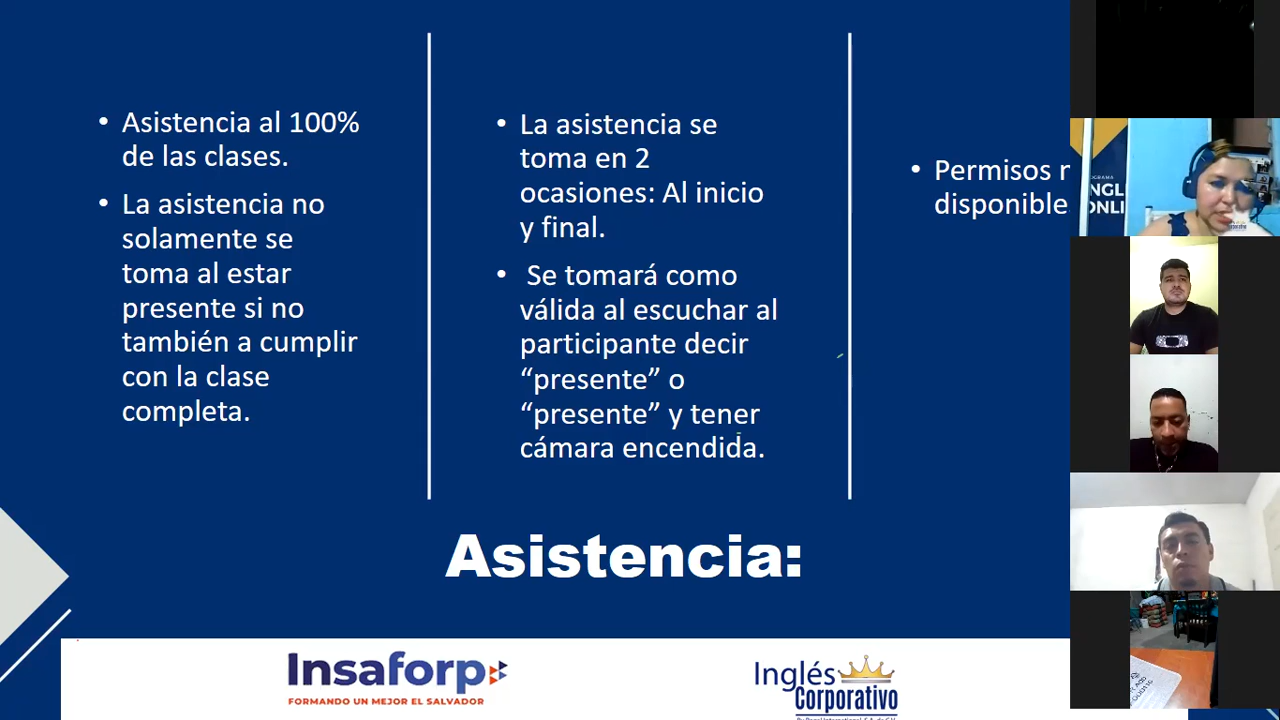 • Asistencia al 100%
de las clases.
• La asistencia no
solamente se
toma al estar
presente si no
también a cumplir
con la clase
completa.
• La asistencia se
toma en 2
ocasiones: Al inicio
y final.
• Se tomará como
válida al escuchar al
participante decir
“presente” o
“presente” y tener
cámara encendida.
• Permisos
disponible
Asistencia:
Insaforp
FORMANDO UN MEJOR EL SALVADOR
Inglés
Corporativo